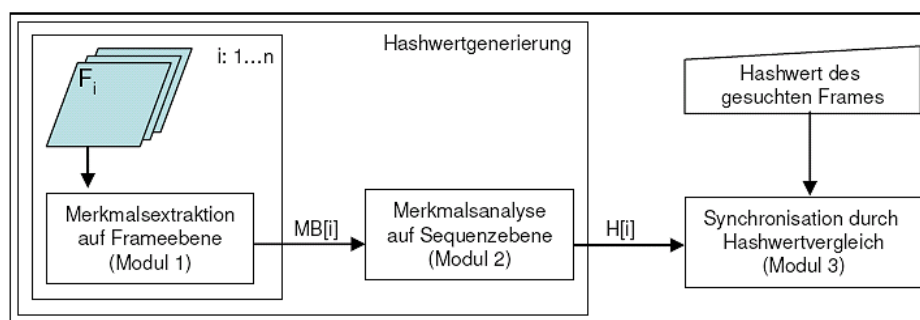 Hashwertgenerierung
i: 1...n
F i
Merkmalsextraktion
auf Frameebene
(Modul 1)
MB[i]
Merkmalsanalyse
auf Sequenzebene
(Modul 2)
H[i]
Hashwert des
gesuchten Frames
Synchronisation durch
Hashwertvergleich
(Modul 3)